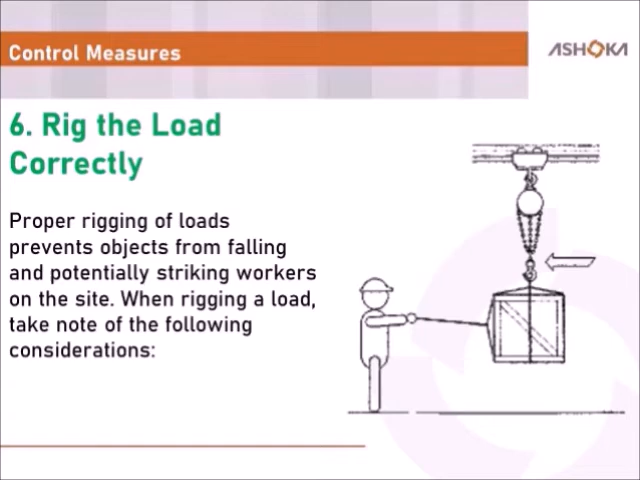 Control Measures
ASHOKA
6. Rig the Load
Correctly
Proper rigging of loads
prevents objects from falling
and potentially striking workers
on the site. When rigging a load,
take note of the following
considerations: